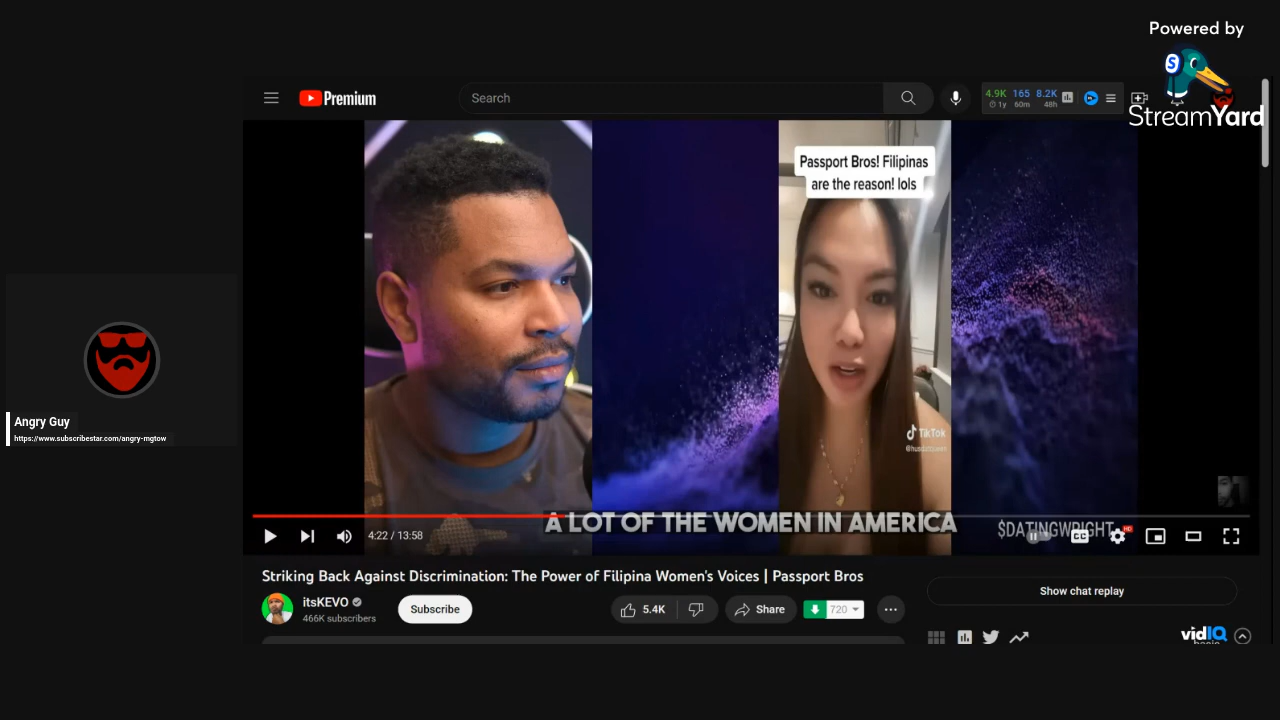 Powered by
StreamYard
Premium
Search
4.9K 165 8.2K
1y 60m 48h
Passport Bros! Filipinas
are the reason! lols
TikTok
A LOT OF THE WOMEN IN AMERICA
$DATINGWRIGHT
4:22 / 13:58
CC
HD
Angry Guy
https://www.subscribestar.com/angry-mgtow
Striking Back Against Discrimination: The Power of Filipina Women's Voices | Passport Bros
itsKEVO
466K subscribers
Subscribe
5.4K
Share
720
Show chat replay
vidIQ